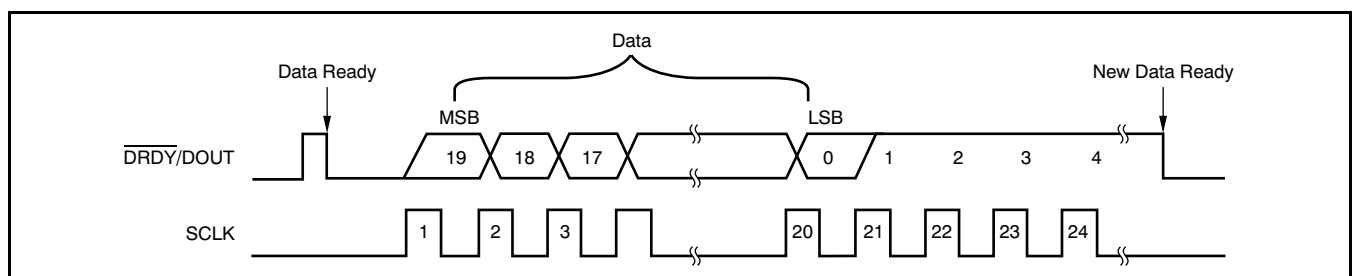 Data
Data Ready
New Data Ready
MSB
LSB
DRDY/DOUT
19 18 17 0 1 2 3 4
SCLK
1 2 3 20 21 22 23 24